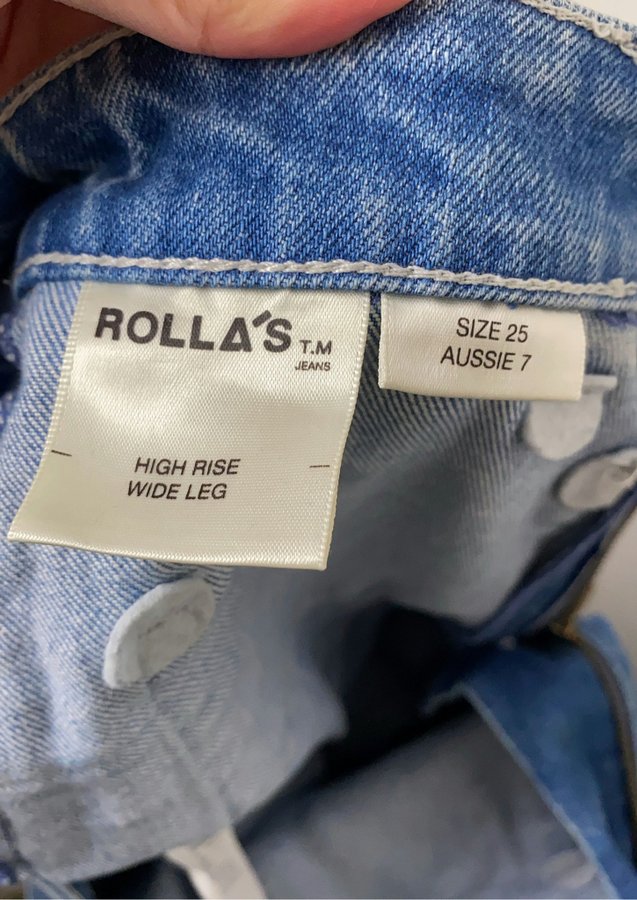 ROLLA'S T.M
JEANS
HIGH RISE
WIDE LEG
SIZE 25
AUSSIE 7